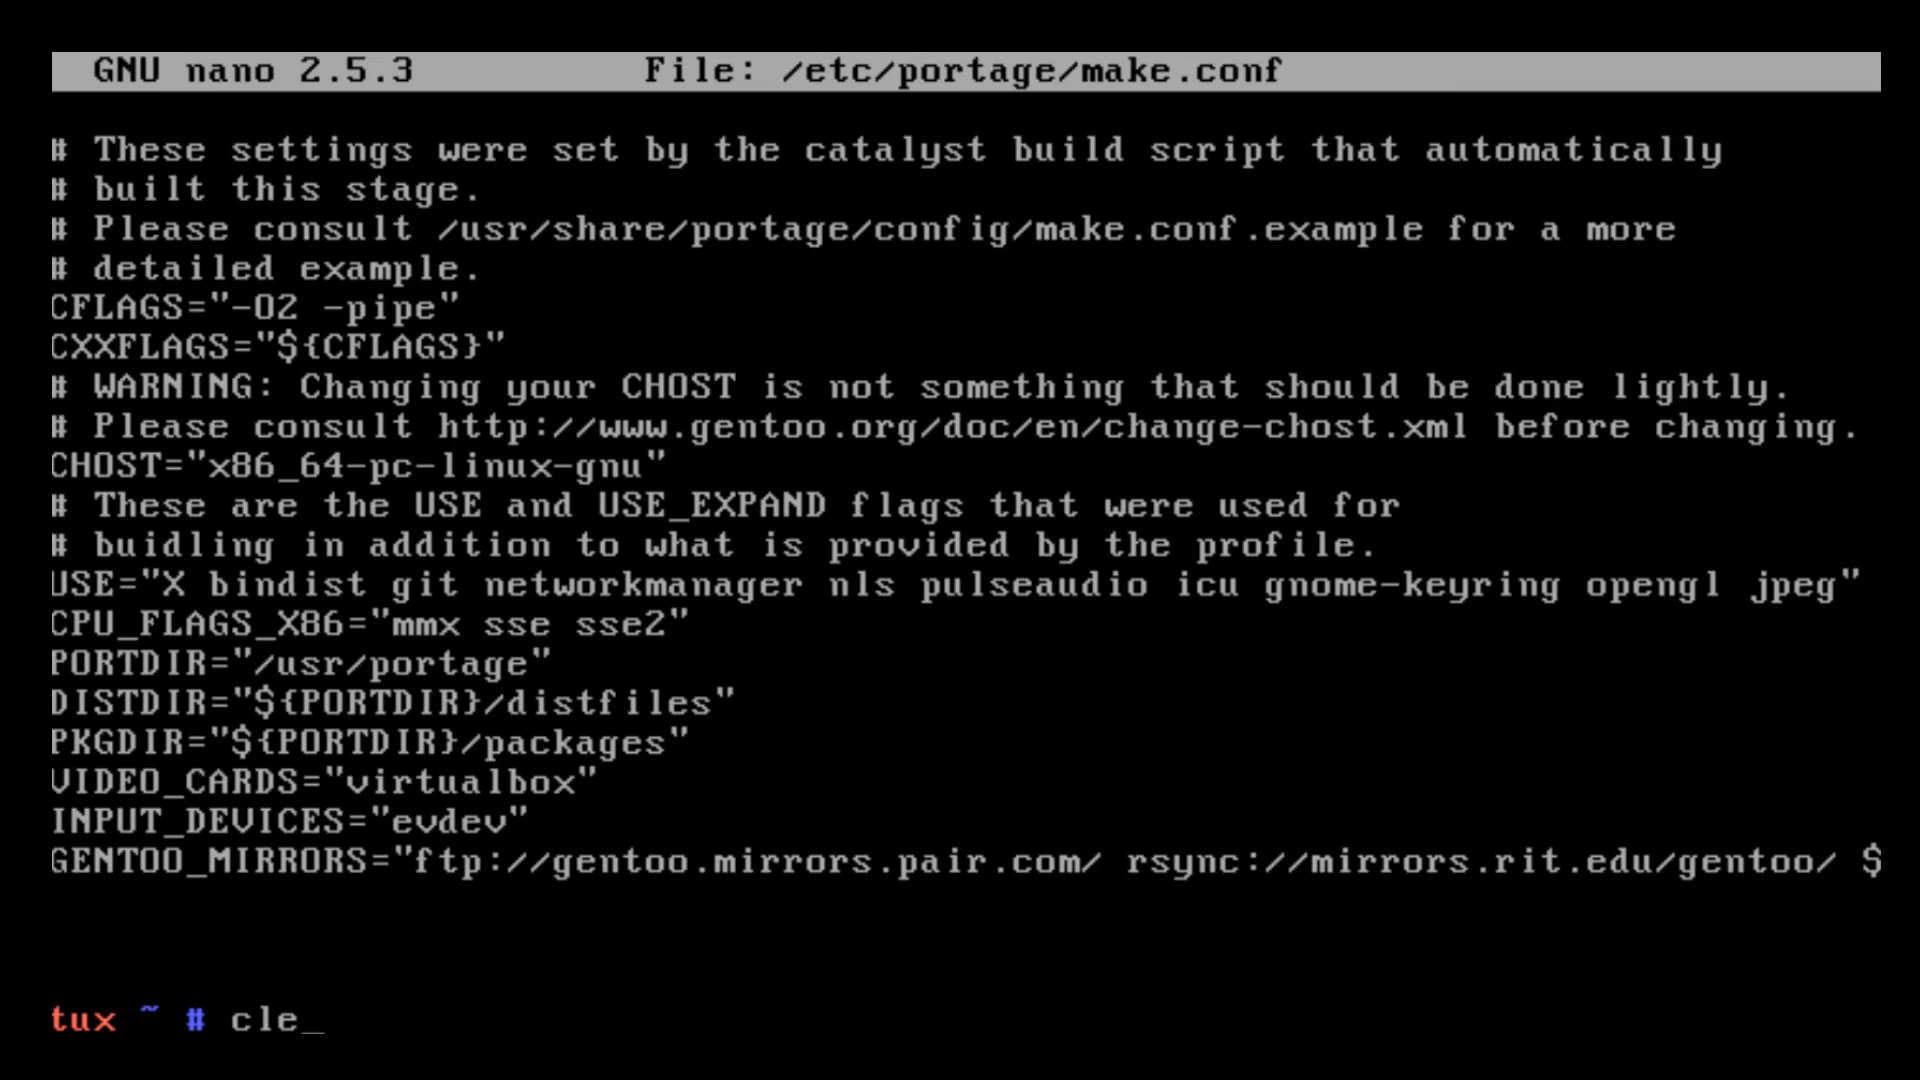 GNU nano 2.5.3 File: /etc/portage/make.conf
# These settings were set by the catalyst build script that automatically
# built this stage.
# Please consult /usr/share/portage/config/make.conf.example for a more
# detailed example.
CFLAGS="-O2 -pipe"
CXXFLAGS="${CFLAGS}"
# WARNING: Changing your CHOST is not something that should be done lightly.
# Please consult http://www.gentoo.org/doc/en/change-chost.xml before changing.
CHOST="x86_64-pc-linux-gnu"
# These are the USE and USE_EXPAND flags that were used for
# buidling in addition to what is provided by the profile.
USE="X bindist git networkmanager nls pulseaudio icu gnome-keyring opengl jpeg"
CPU_FLAGS_X86="mmx sse sse2"
PORTDIR="/usr/portage"
DISTDIR="${PORTDIR}/distfiles"
PKGDIR="${PORTDIR}/packages"
VIDEO_CARDS="virtualbox"
INPUT_DEVICES="evdev"
GENTOO_MIRRORS="ftp://gentoo.mirrors.pair.com/ rsync://mirrors.rit.edu/gentoo/ $
tux ~ # cle_